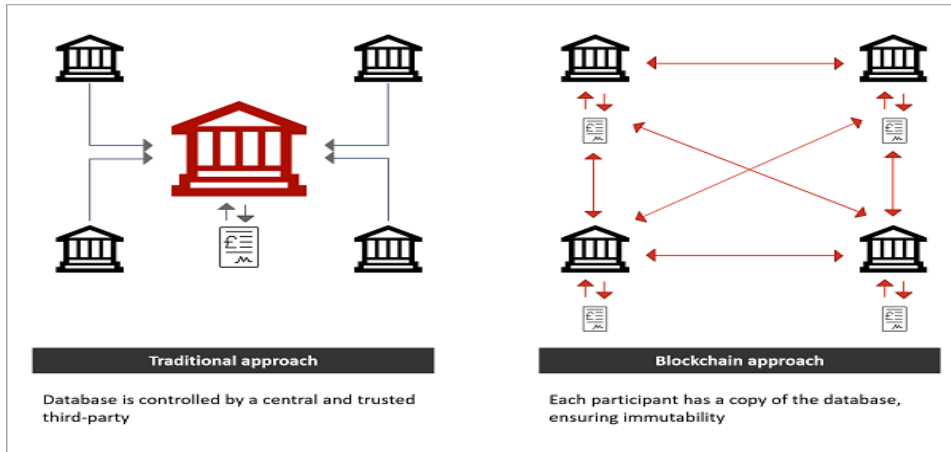 £
£
£
£
£
Traditional approach
Blockchain approach
Database is controlled by a central and trusted
third-party
Each participant has a copy of the database,
ensuring immutability